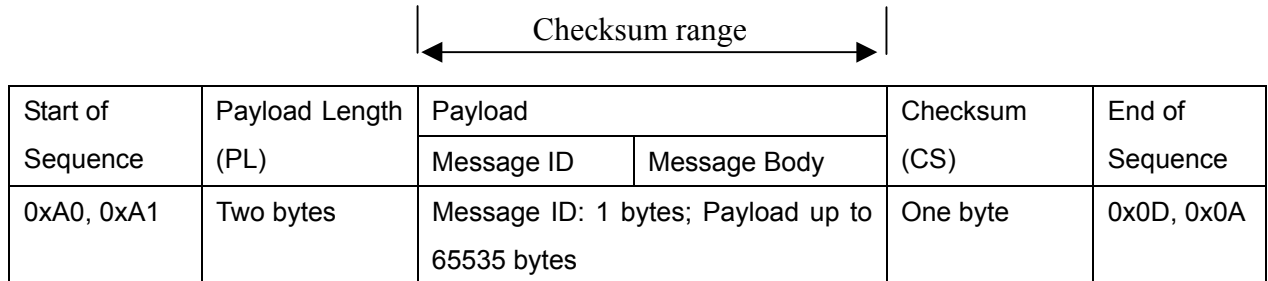 Checksum range
Start of Sequence
Payload Length (PL)
Payload
Message ID
Message Body
Checksum (CS)
End of Sequence
0xA0, 0xA1
Two bytes
Message ID: 1 bytes; Payload up to
65535 bytes
One byte
0x0D, 0x0A